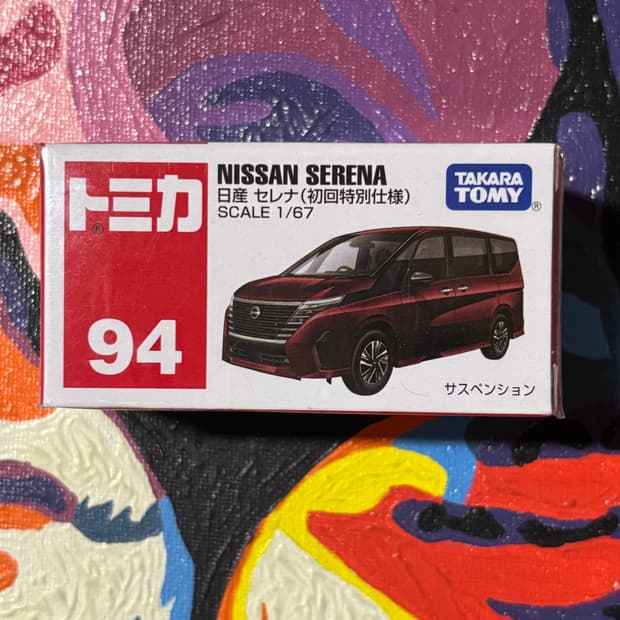 トミカ®
94
NISSAN SERENA
日産 セレナ(初回特別仕様)
SCALE 1/67
TAKARA
TOMY®
サスペンション